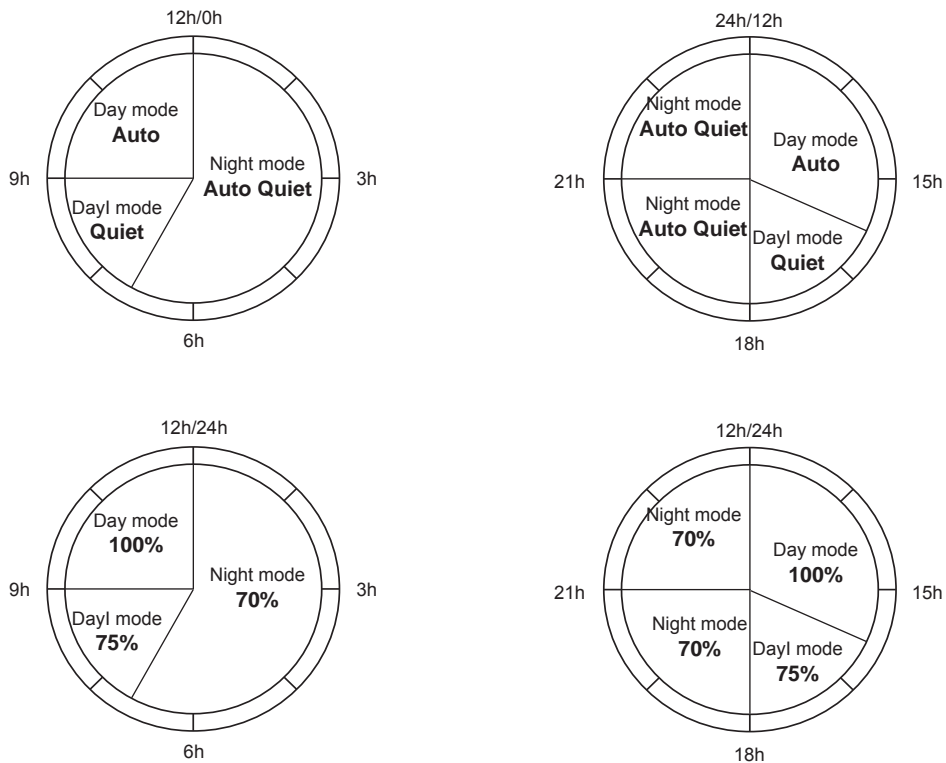 12h/0h
Day mode
Auto
Night mode
Auto Quiet
9h
3h
Dayl mode
Quiet
6h
24h/12h
Night mode
Auto Quiet
Day mode
Auto
21h
15h
Night mode
Auto Quiet
Dayl mode
Quiet
18h
12h/24h
Day mode
100%
Night mode
70%
9h
3h
Dayl mode
75%
6h
12h/24h
Night mode
70%
Day mode
100%
21h
15h
Night mode
70%
Dayl mode
75%
18h